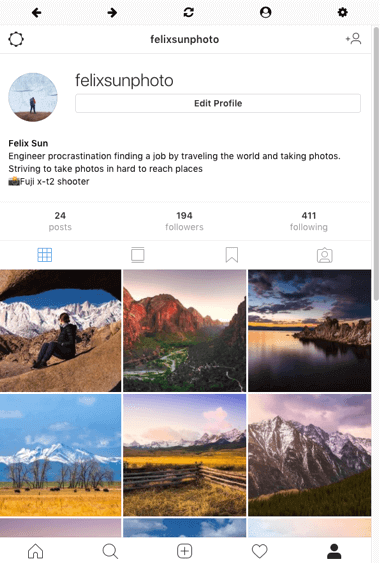 felixsunphoto
felixsunphoto
Edit Profile
Felix Sun
Engineer procrastination finding a job by traveling the world and taking photos.
Striving to take photos in hard to reach places
📸Fuji x-t2 shooter
24 194 411
posts followers following